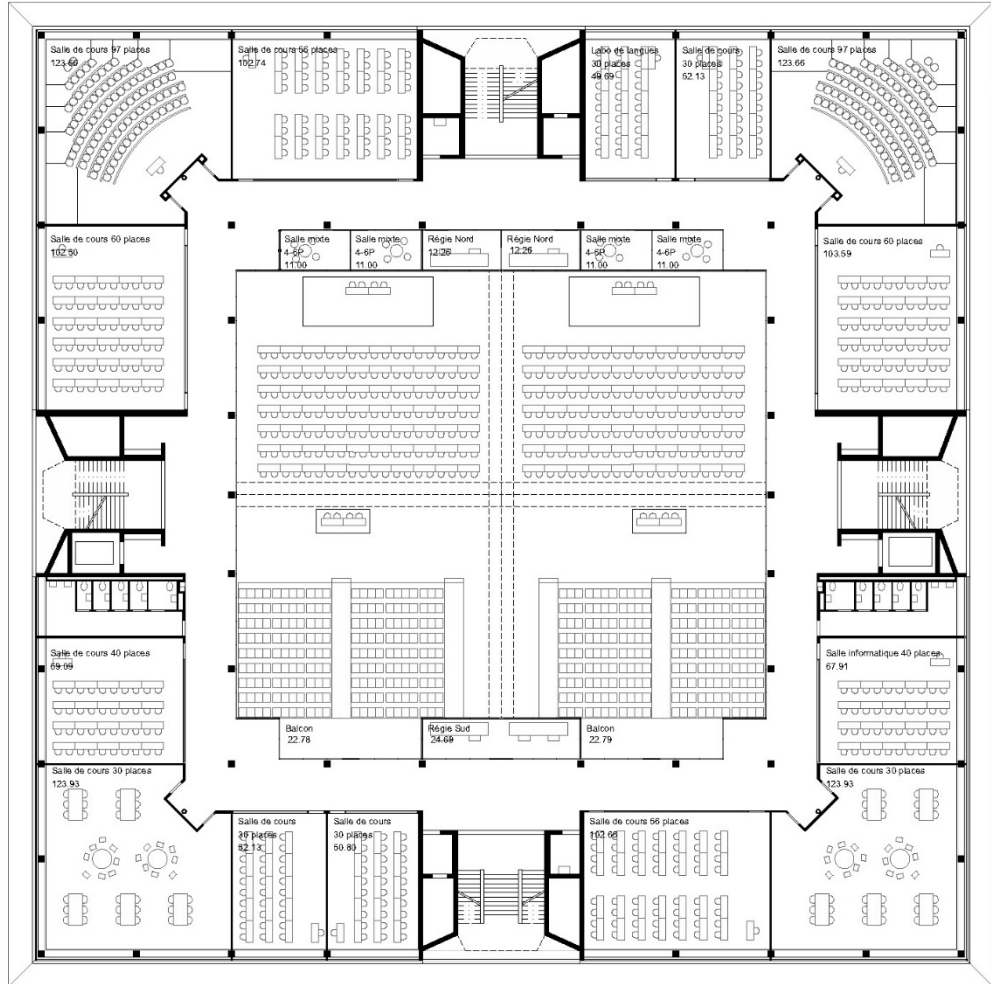 Salle de cours 97 places
123.66
Salle de cours 56 places
102.74
Labo de langues
30 places
49.69
Salle de cours
30 places
52.13
Salle de cours 97 places
123.66
Salle de cours 60 places
102.50
Salle mixte
4-6P
11.00
Salle mixte
4-6P
11.00
Régie Nord
12.26
Régie Nord
12.26
Salle mixte
4-6P
11.00
Salle mixte
4-6P
11.00
Salle de cours 60 places
103.59
Salle de cours 40 places
69.09
Salle informatique 40 places
67.91
Balcon
22.78
Régie Sud
24.69
Balcon
22.79
Salle de cours 30 places
123.93
Salle de cours 30 places
123.93
Salle de cours
30 places
52.13
Salle de cours
30 places
50.80
Salle de cours 56 places
102.66